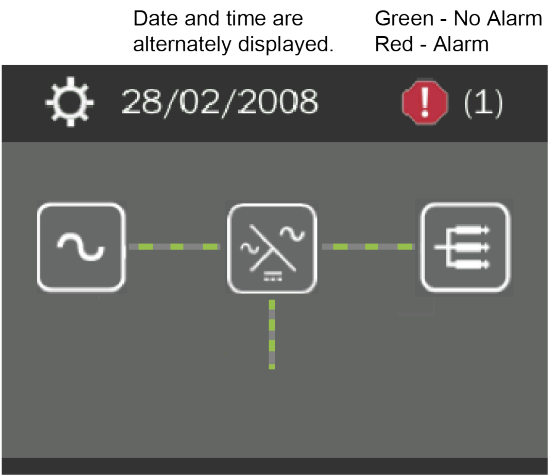 Date and time are
alternately displayed.
Green - No Alarm
Red - Alarm
28/02/2008
! (1)